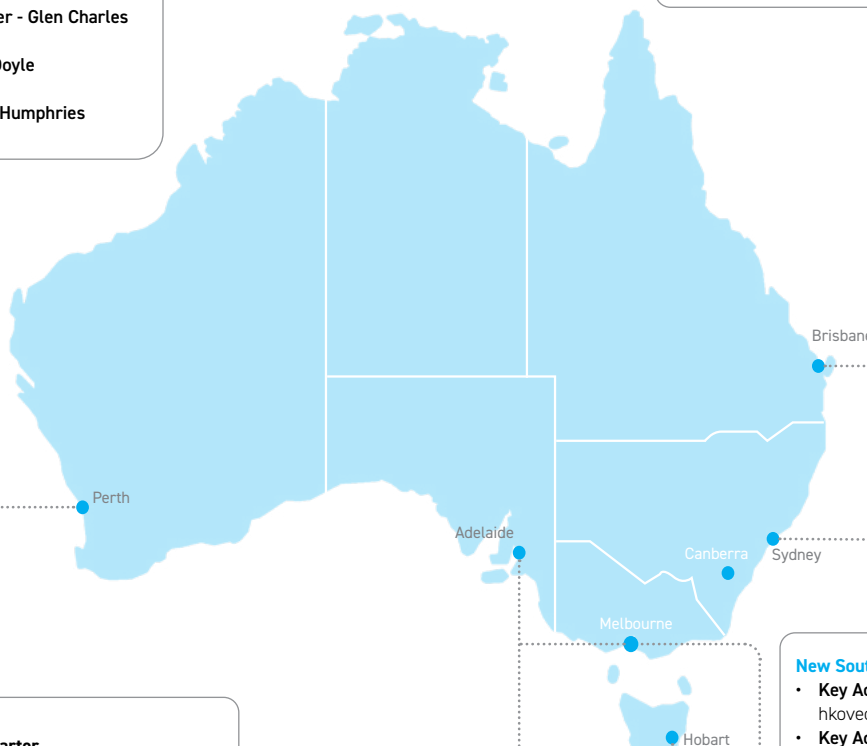 er - Glen Charles
Doyle
Humphries
Brisban
Perth
Adelaide
Canberra
Sydney
Melbourne
New Sout
• Key Ac
hkoved
• Key Ac
arter
Hobart